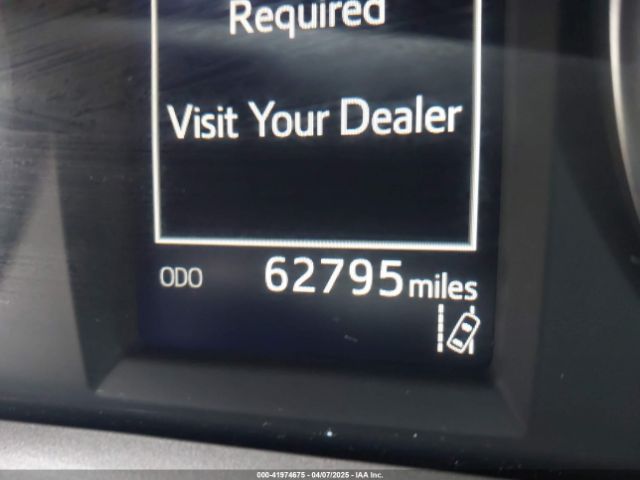 Required
Visit Your Dealer
ODO 62795 miles
000-41974675 | 04/07/2025 | IAA Inc.